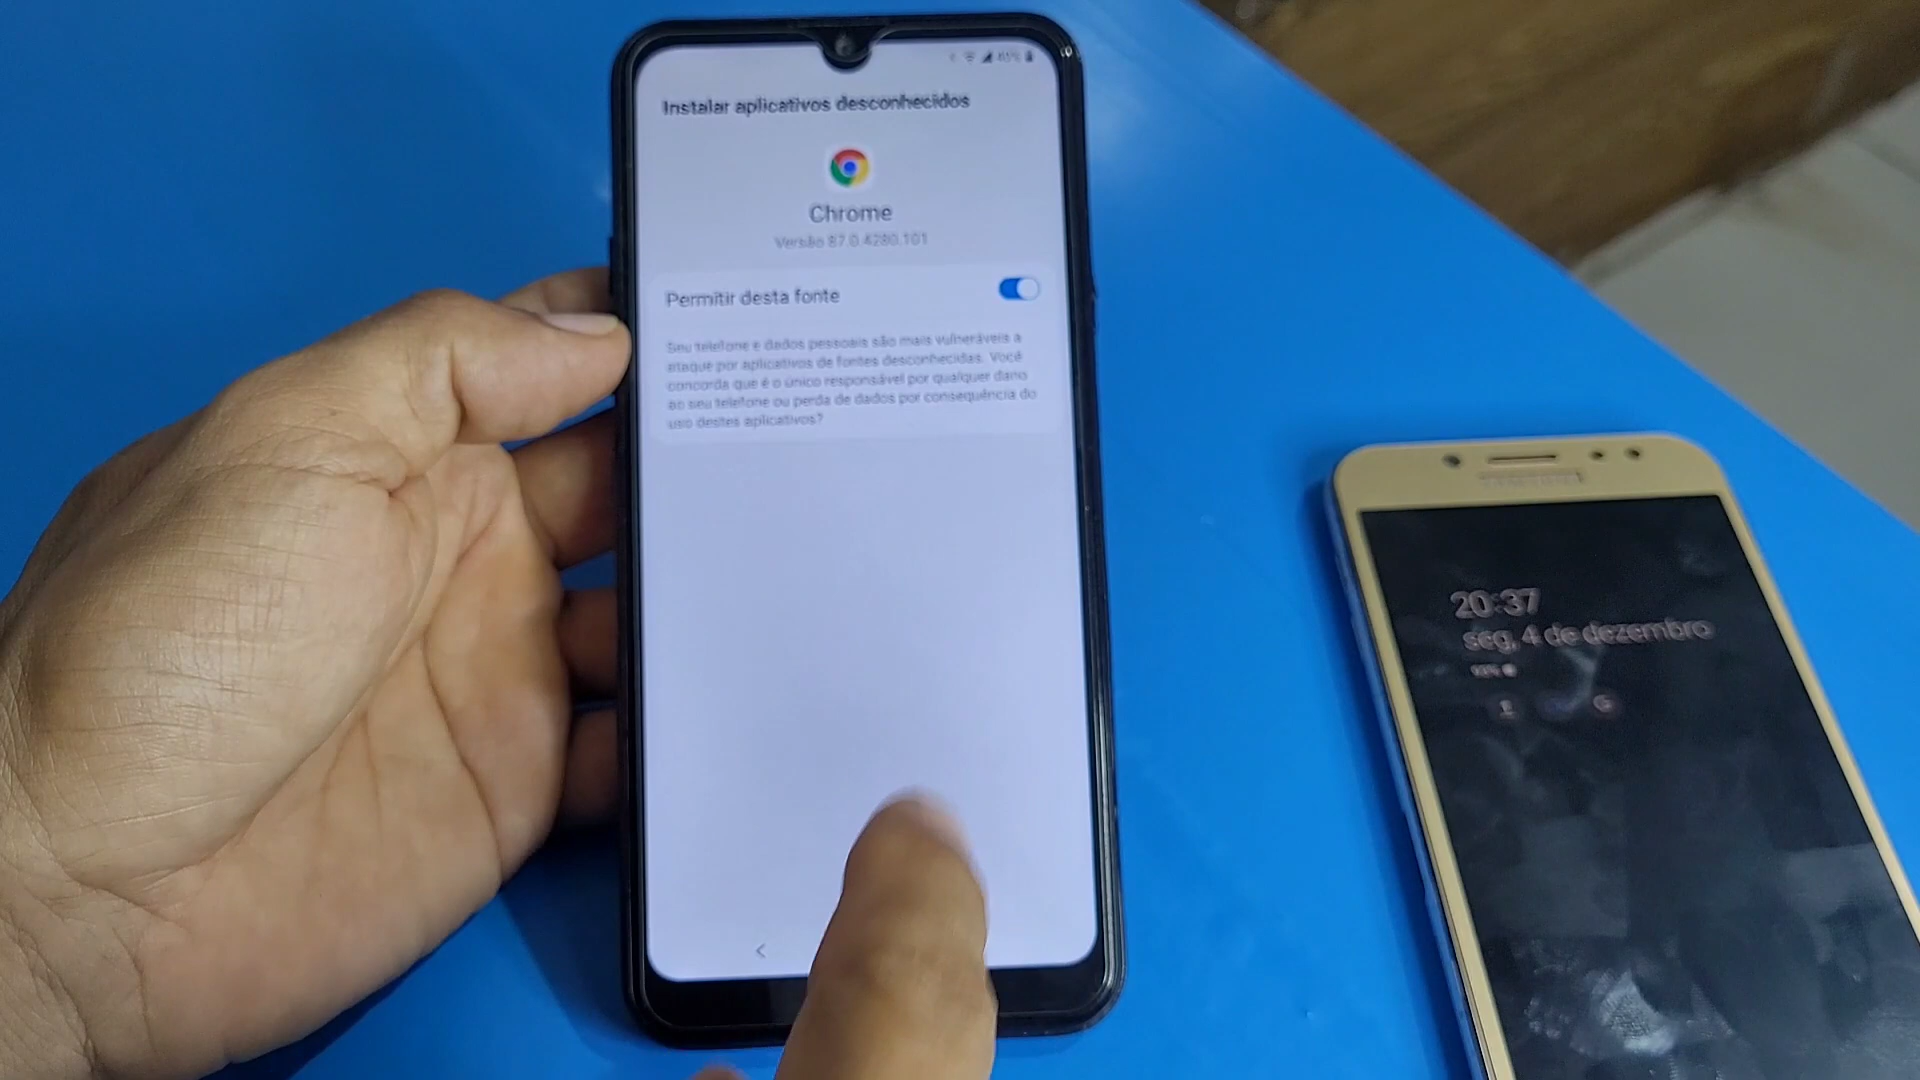 45%
Instalar aplicativos desconhecidos
Chrome
Versão 87.0.4280.101
Permitir desta fonte
Seu telefone e dados pessoais são mais vulneráveis a
ataque por aplicativos de fontes desconhecidas. Você
concorda que é o único responsável por qualquer dano
ao seu telefone ou perda de dados por consequência do
uso destes aplicativos?
SAMSUNG
20:37
seg, 4 de dezembro